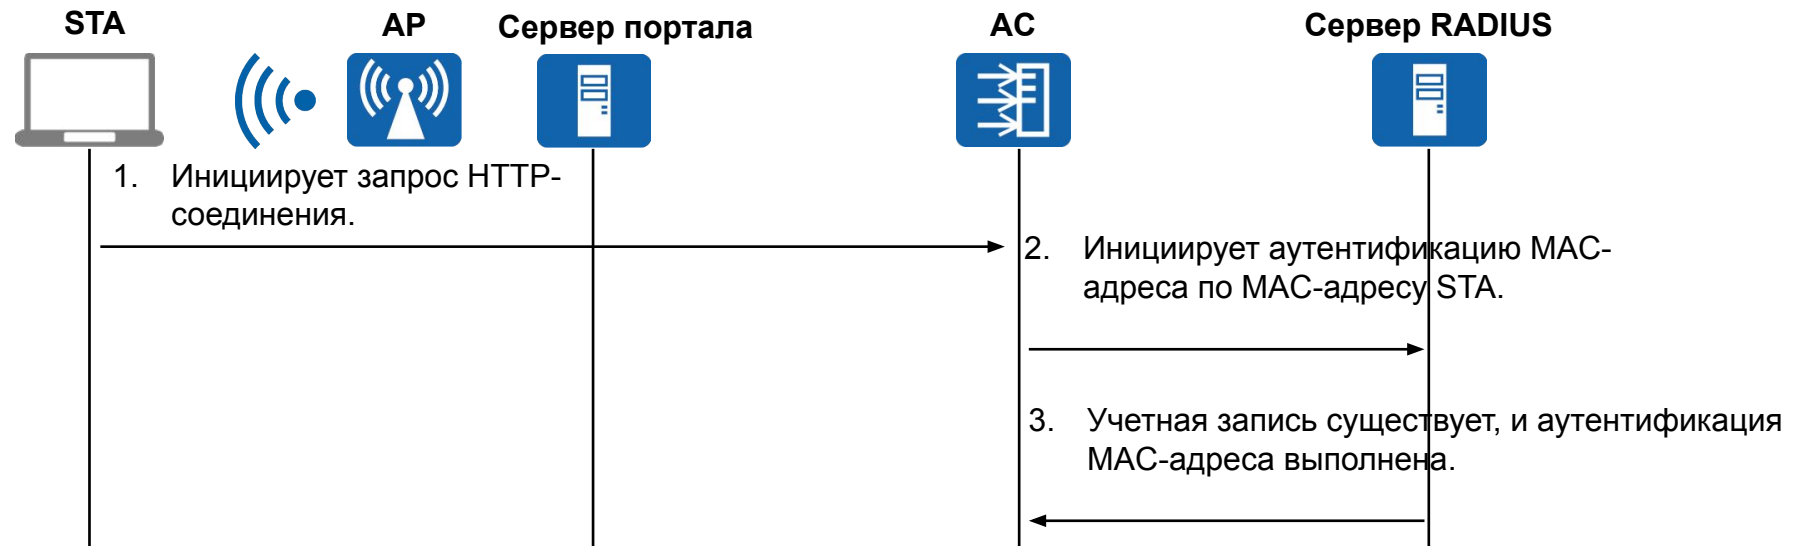 STA
AP
Сервер портала
AC
Сервер RADIUS
1. Инициирует запрос HTTP-
соединения.
2. Инициирует аутентификацию MAC-
адреса по MAC-адресу STA.
3. Учетная запись существует, и аутентификация
MAC-адреса выполнена.